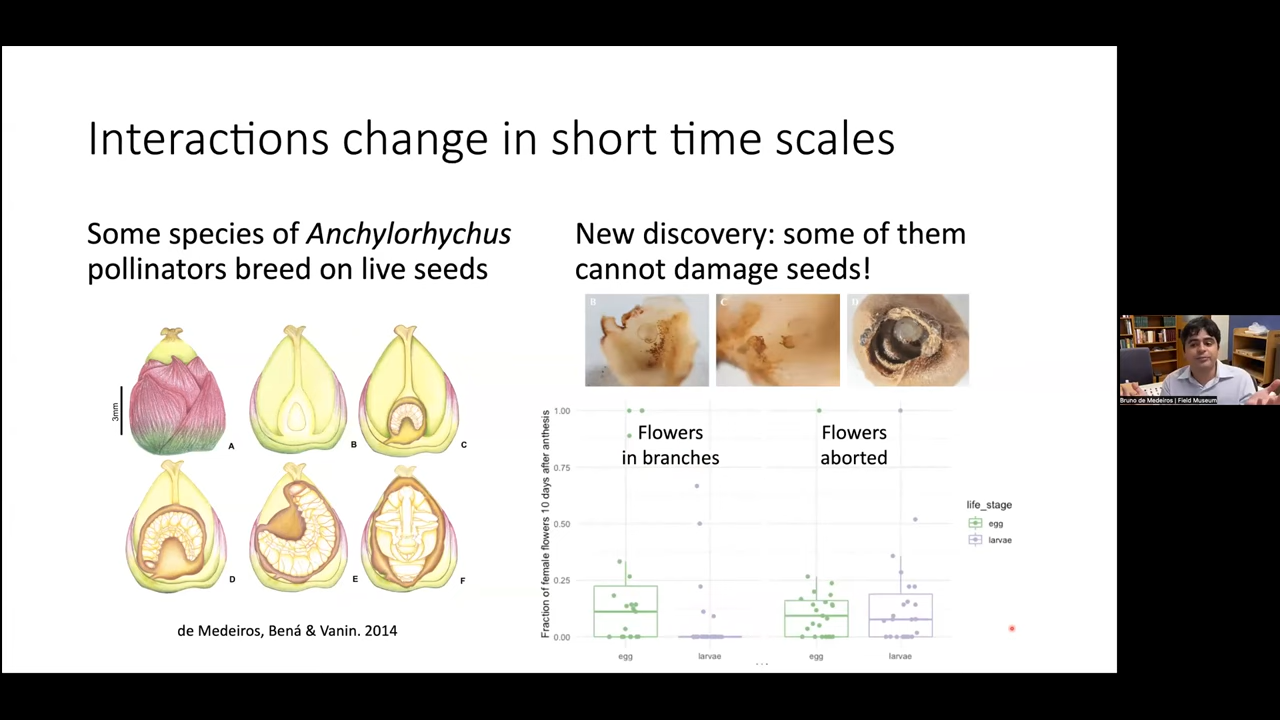 Interactions change in short time scales
Some species of Anchylorhychus
pollinators breed on live seeds
New discovery: some of them
cannot damage seeds!
3mm
A
B
C
D
E
F
de Medeiros, Bená & Vanin. 2014
B
C
D
Fraction of female flowers 10 days after anthesis
1.00
0.75
0.50
0.25
0.00
Flowers
in branches
Flowers
aborted
egg
larvae
egg
larvae
life_stage
egg
larvae
Bruno de Medeiros | Field Museum